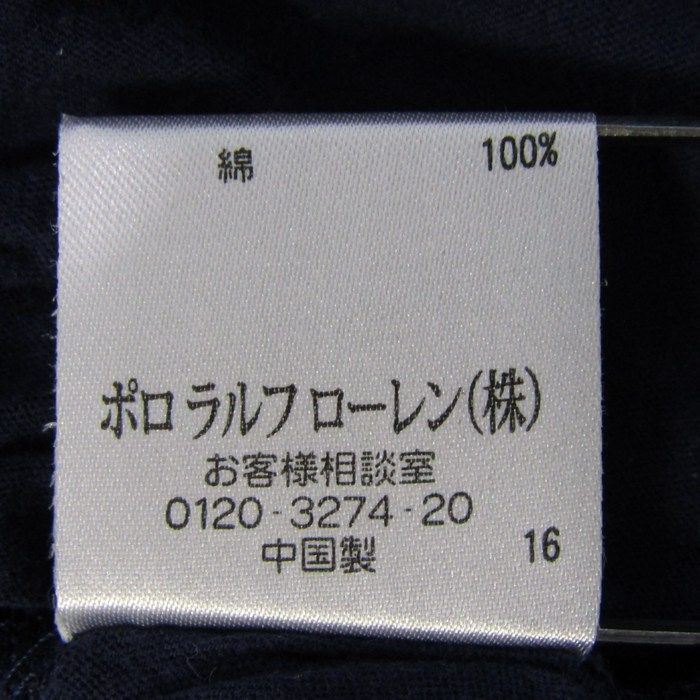 綿 100%
ポロ ラルフ ローレン(株)
お客様相談室
0120-3274-20
中国製 16